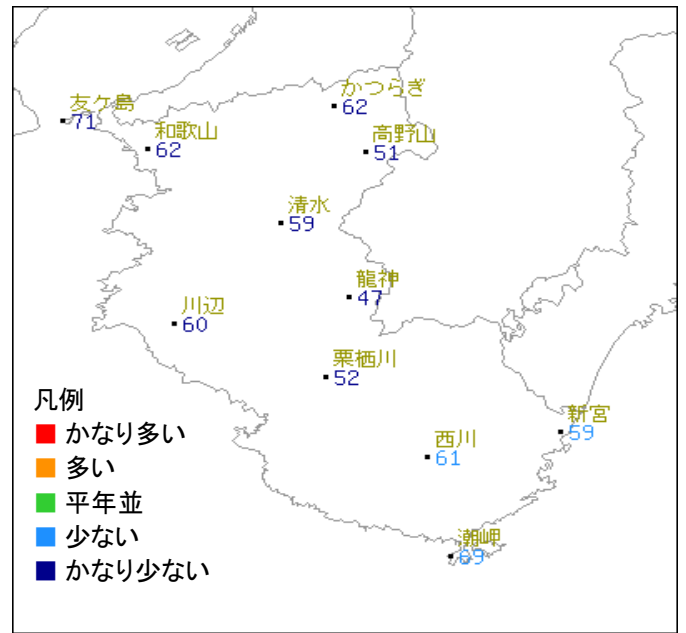 かつらぎ
62
友ケ島
71
和歌山
62
高野山
51
清水
59
龍神
47
川辺
60
栗栖川
52
新宮
59
西川
61
潮岬
69
凡例
かなり多い
多い
平年並
少ない
かなり少ない